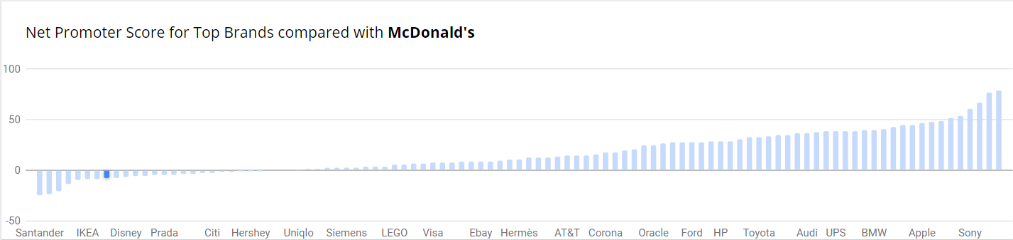 Net Promoter Score for Top Brands compared with McDonald's
100
50
0
-50
Santander IKEA Disney Prada Citi Hershey Uniqlo Siemens LEGO Visa Ebay Hermès AT&T Corona Oracle Ford HP Toyota Audi UPS BMW Apple Sony